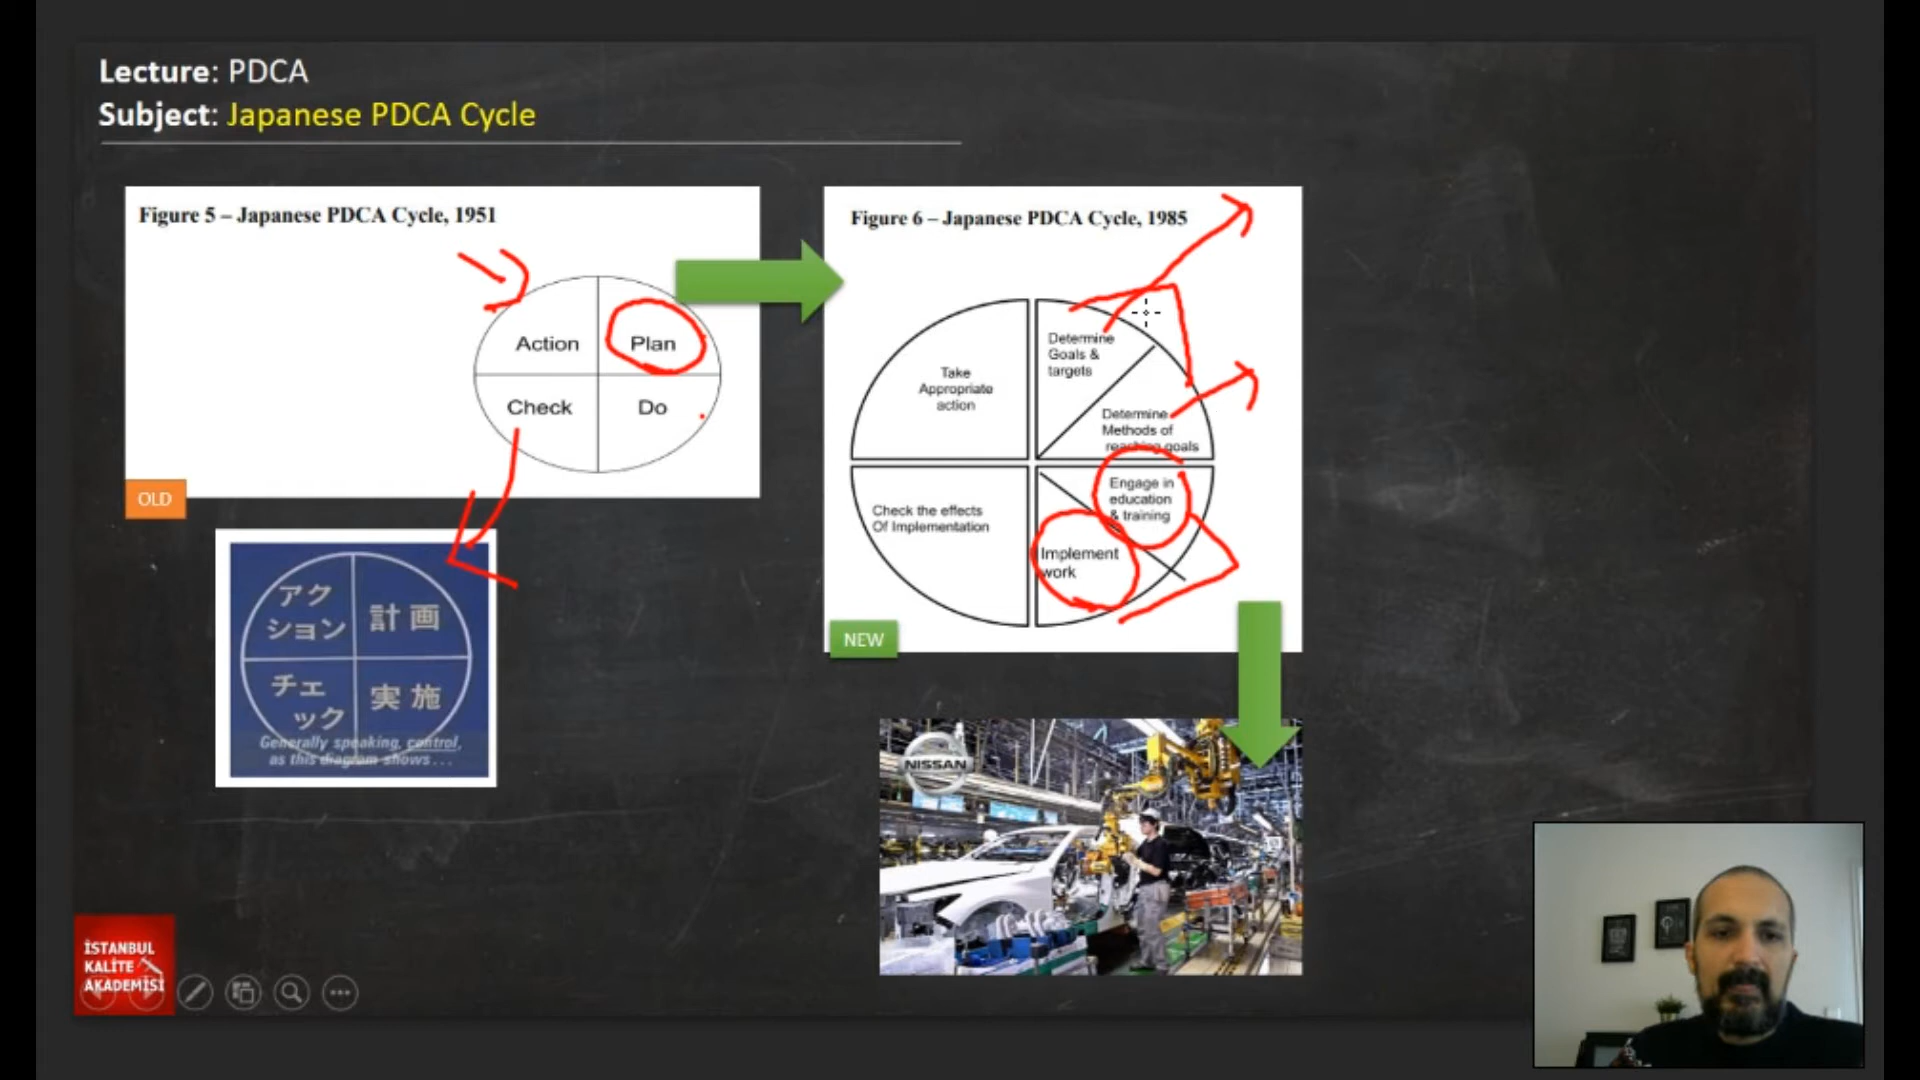 Lecture: PDCA
Subject: Japanese PDCA Cycle
Figure 5 – Japanese PDCA Cycle, 1951
Action
Plan
Check
Do
OLD
アク
ション
計画
チェ
ック
実施
Generally speaking, control,
as this diagram shows...
Figure 6 – Japanese PDCA Cycle, 1985
Take
Appropriate
action
Determine
Goals &
targets
Determine
Methods of
reaching goals
Check the effects
Of Implementation
Engage in
education
& training
Implement
work
NEW
NISSAN
İSTANBUL
KALİTE
AKADEMİSİ